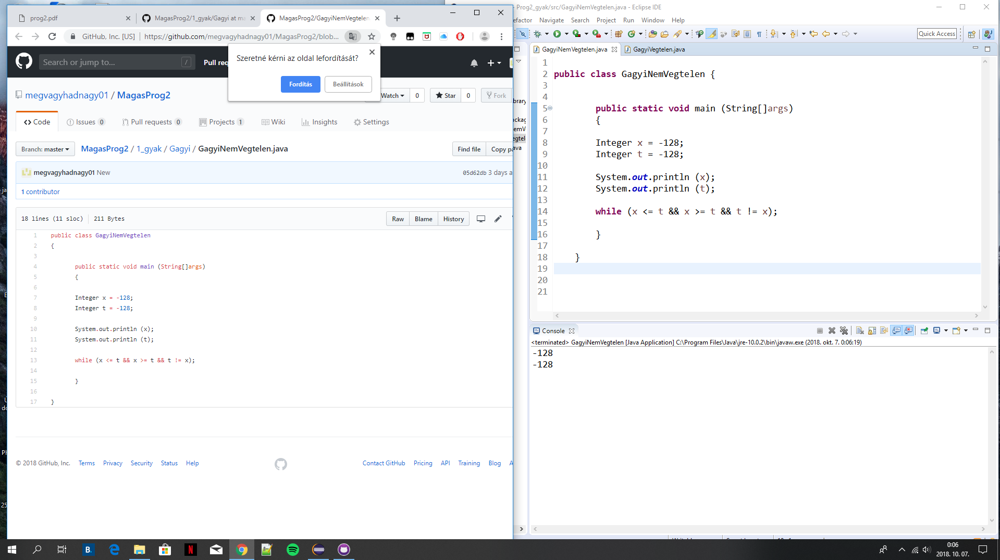 prog2.pdf
MagasProg2/1_gyak/Gagyi at ma
MagasProg2/GagyiNemVegtelen.
GitHub, Inc. [US] | https://github.com/megvagyhadnagy01/MagasProg2/blob...
Search or jump to... /
Pull req
Szeretné kérni az oldal lefordítását?
Fordítás
Beállítások
megvagyhadnagy01 / MagasProg2
Watch 0
Star 0
Fork
Code
Issues 0
Pull requests 0
Projects 1
Wiki
Insights
Settings
Branch: master
MagasProg2 / 1_gyak / Gagyi / GagyiNemVegtelen.java
Find file
Copy pa
megvagyhadnagy01 New
05d62db 3 days a
1 contributor
18 lines (11 sloc) 211 Bytes
Raw
Blame
History
1 public class GagyiNemVegtelen
2 {
3
4 public static void main (String[]args)
5 {
6
7 Integer x = -128;
8 Integer t = -128;
9
10 System.out.println (x);
11 System.out.println (t);
12
13 while (x <= t && x >= t && t != x);
14
15 }
16
17 }
© 2018 GitHub, Inc. Terms Privacy Security Status Help
Contact GitHub Pricing API Training Blog A
- Prog2_gyak/src/GagyiNemVegtelen.java - Eclipse IDE
efactor Navigate Search Project Run Window Help
Quick Access
GagyiNemVegtelen.java
GagyiVegtelen.java
1
2 public class GagyiNemVegtelen {
3
4
5 public static void main (String[]args)
6 {
7
8 Integer x = -128;
9 Integer t = -128;
10
11 System.out.println (x);
12 System.out.println (t);
13
14 while (x <= t && x >= t && t != x);
15
16 }
17
18 }
19
20
21
Console
<terminated> GagyiNemVegtelen [Java Application] C:\Program Files\Java\jre-10.0.2\bin\javaw.exe (2018. okt. 7. 0:06:19)
-128
-128
0:06
2018. 10. 07.